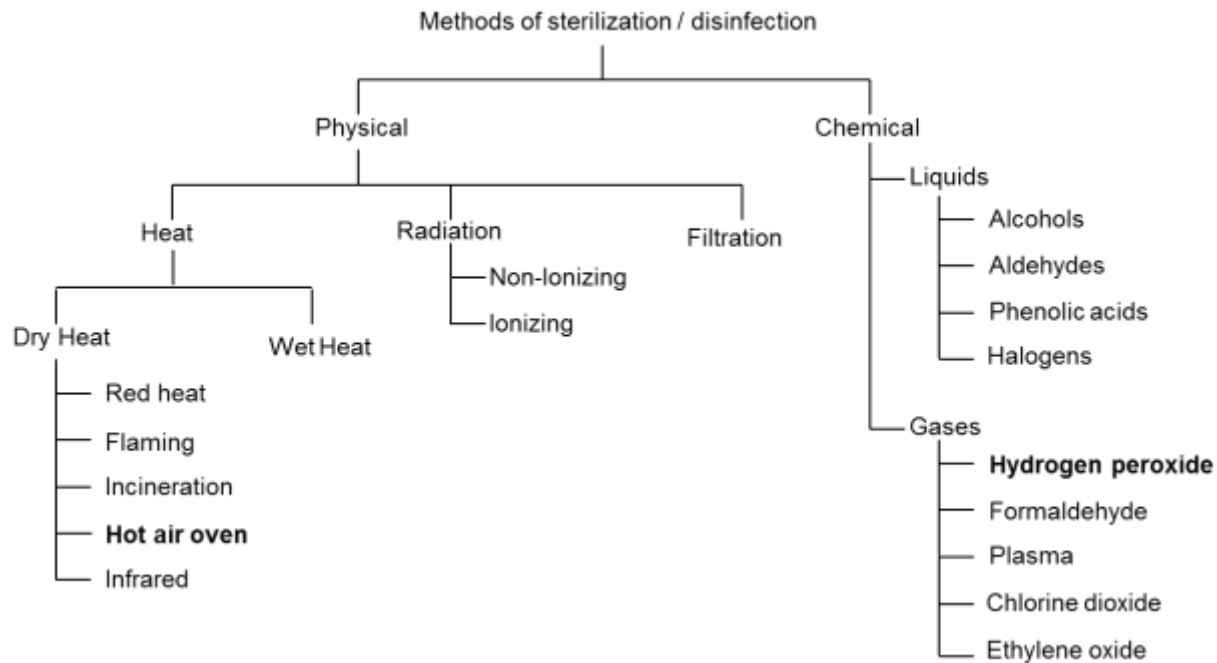 Methods of sterilization / disinfection
Physical
Chemical
Heat
Radiation
Filtration
Non-Ionizing
Ionizing
Dry Heat
Wet Heat
Red heat
Flaming
Incineration
Hot air oven
Infrared
Liquids
Alcohols
Aldehydes
Phenolic acids
Halogens
Gases
Hydrogen peroxide
Formaldehyde
Plasma
Chlorine dioxide
Ethylene oxide